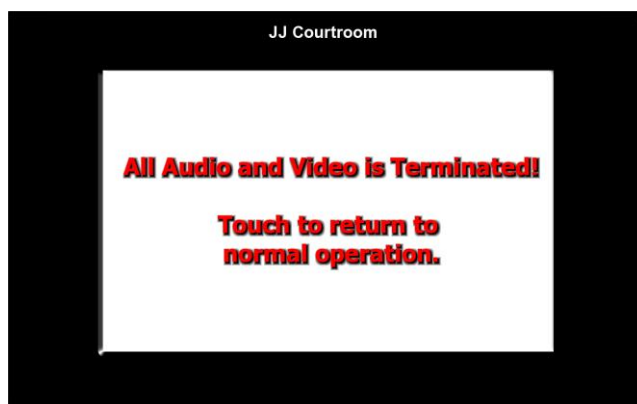 JJ Courtroom
All Audio and Video is Terminated!
Touch to return to
normal operation.